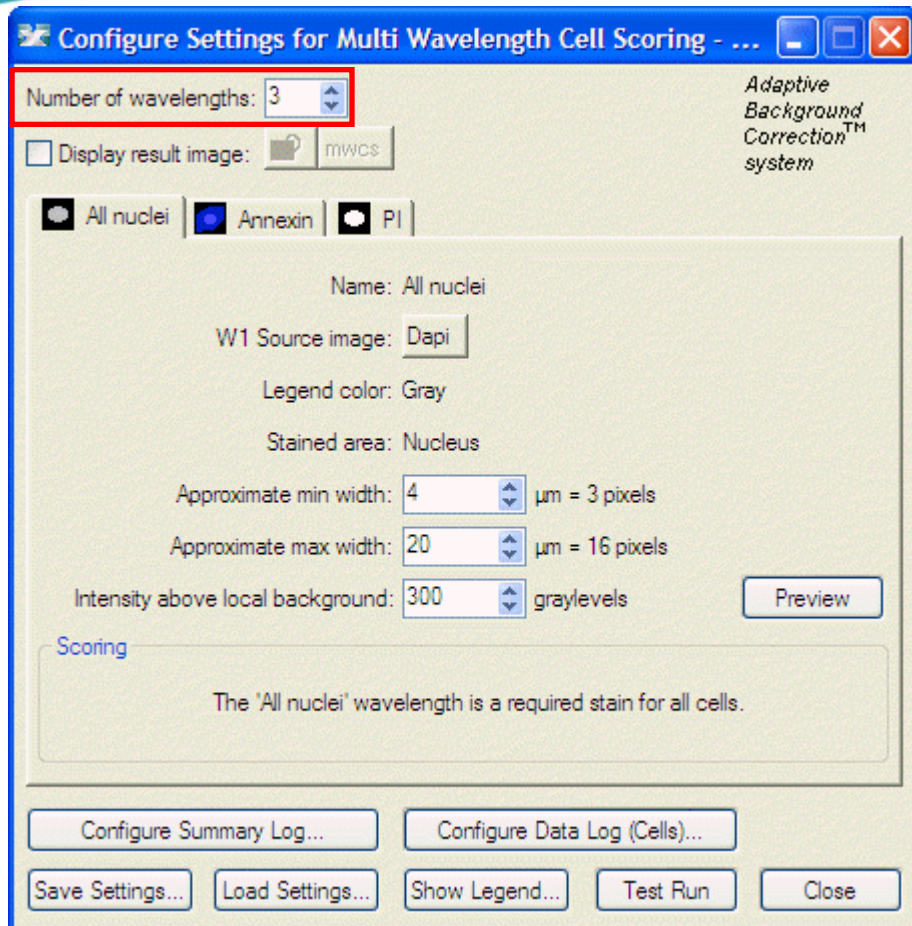 Configure Settings for Multi Wavelength Cell Scoring - ...
Number of wavelengths: 3
Adaptive
Background
Correction™
system
Display result image: mwcs
All nuclei Annexin PI
Name: All nuclei
W1 Source image: Dapi
Legend color: Gray
Stained area: Nucleus
Approximate min width: 4 µm = 3 pixels
Approximate max width: 20 µm = 16 pixels
Intensity above local background: 300 graylevels Preview
Scoring
The 'All nuclei' wavelength is a required stain for all cells.
Configure Summary Log... Configure Data Log (Cells)...
Save Settings... Load Settings... Show Legend... Test Run Close